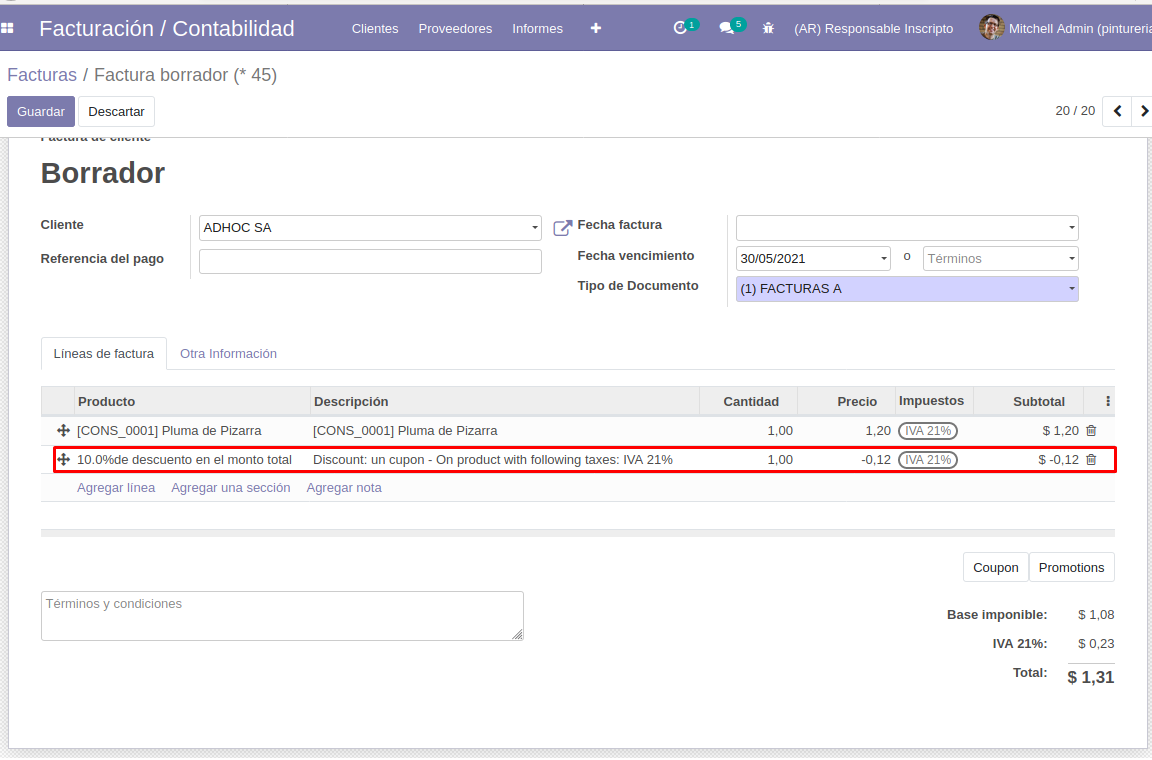 Facturación / Contabilidad Clientes Proveedores Informes + 1 5 (AR) Responsable Inscripto Mitchell Admin (pintureria
Facturas / Factura borrador (* 45)
Guardar Descartar 20 / 20
Factura de cliente
Borrador
Cliente ADHOC SA Fecha factura
Referencia del pago Fecha vencimiento 30/05/2021 o Términos
Tipo de Documento (1) FACTURAS A
Líneas de factura Otra Información
Producto Descripción Cantidad Precio Impuestos Subtotal
[CONS_0001] Pluma de Pizarra [CONS_0001] Pluma de Pizarra 1,00 1,20 IVA 21% $ 1,20
10.0%de descuento en el monto total Discount: un cupon - On product with following taxes: IVA 21% 1,00 -0,12 IVA 21% $ -0,12
Agregar línea Agregar una sección Agregar nota
Coupon Promotions
Términos y condiciones
Base imponible: $ 1,08
IVA 21%: $ 0,23
Total: $ 1,31